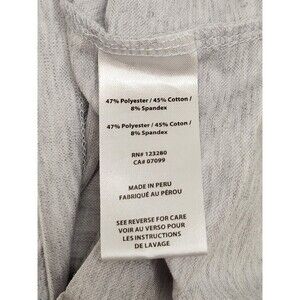 47% Polyester / 45% Cotton /
8% Spandex
47% Polyester / 45% Coton /
8% Spandex
RN# 123280
CA# 07099
MADE IN PERU
FABRIQUÉ AU PÉROU
SEE REVERSE FOR CARE
VOIR AU VERSO POUR
LES INSTRUCTIONS
DE LAVAGE